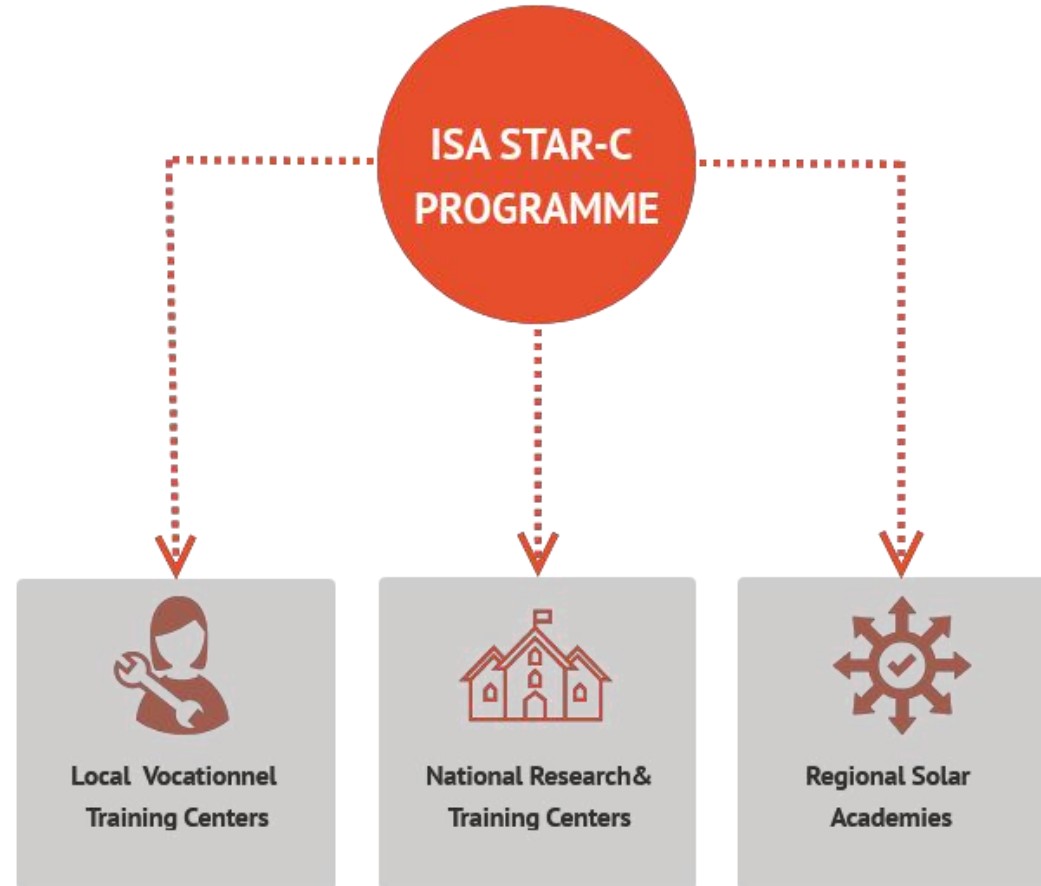 ISA STAR-C
PROGRAMME
Local Vocationnel
Training Centers
National Research&
Training Centers
Regional Solar
Academies